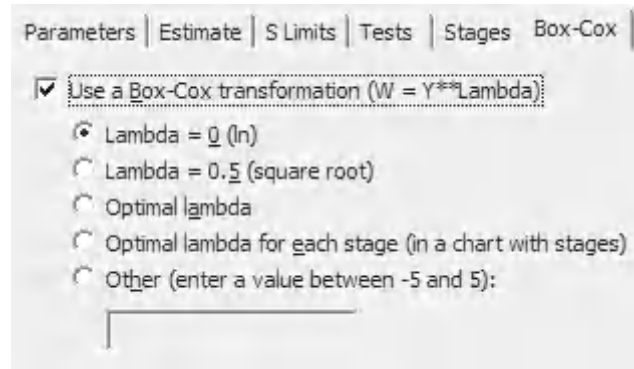 Parameters | Estimate | S Limits | Tests | Stages Box-Cox
Use a Box-Cox transformation (W = Y**Lambda)
Lambda = 0 (ln)
Lambda = 0.5 (square root)
Optimal lambda
Optimal lambda for each stage (in a chart with stages)
Other (enter a value between -5 and 5):